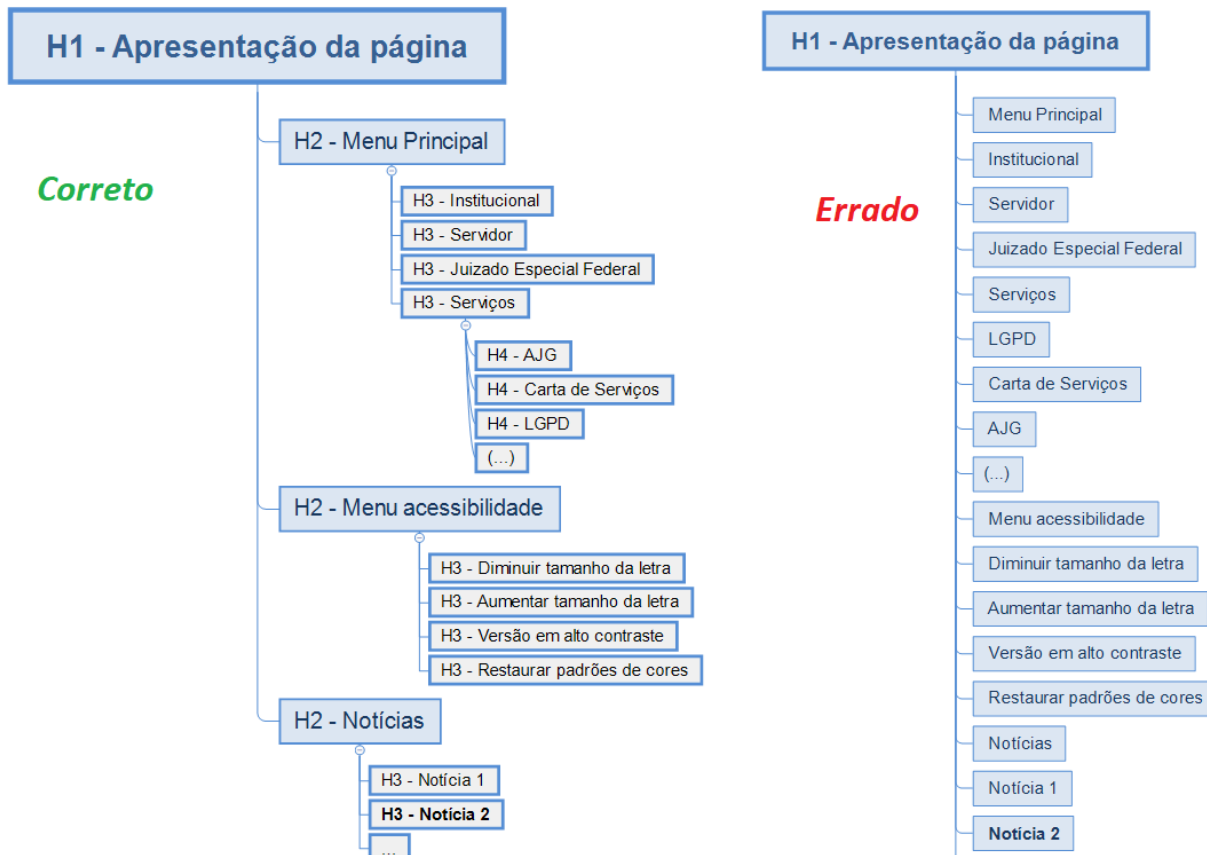 H1 - Apresentação da página
H2 - Menu Principal
Correto
H3 - Institucional
H3 - Servidor
H3 - Juizado Especial Federal
H3 - Serviços
H4 - AJG
H4 - Carta de Serviços
H4 - LGPD
(...)
H2 - Menu acessibilidade
H3 - Diminuir tamanho da letra
H3 - Aumentar tamanho da letra
H3 - Versão em alto contraste
H3 - Restaurar padrões de cores
H2 - Notícias
H3 - Notícia 1
H3 - Notícia 2
...
H1 - Apresentação da página
Menu Principal
Institucional
Errado
Servidor
Juizado Especial Federal
Serviços
LGPD
Carta de Serviços
AJG
(...)
Menu acessibilidade
Diminuir tamanho da letra
Aumentar tamanho da letra
Versão em alto contraste
Restaurar padrões de cores
Notícias
Notícia 1
Noticia 2